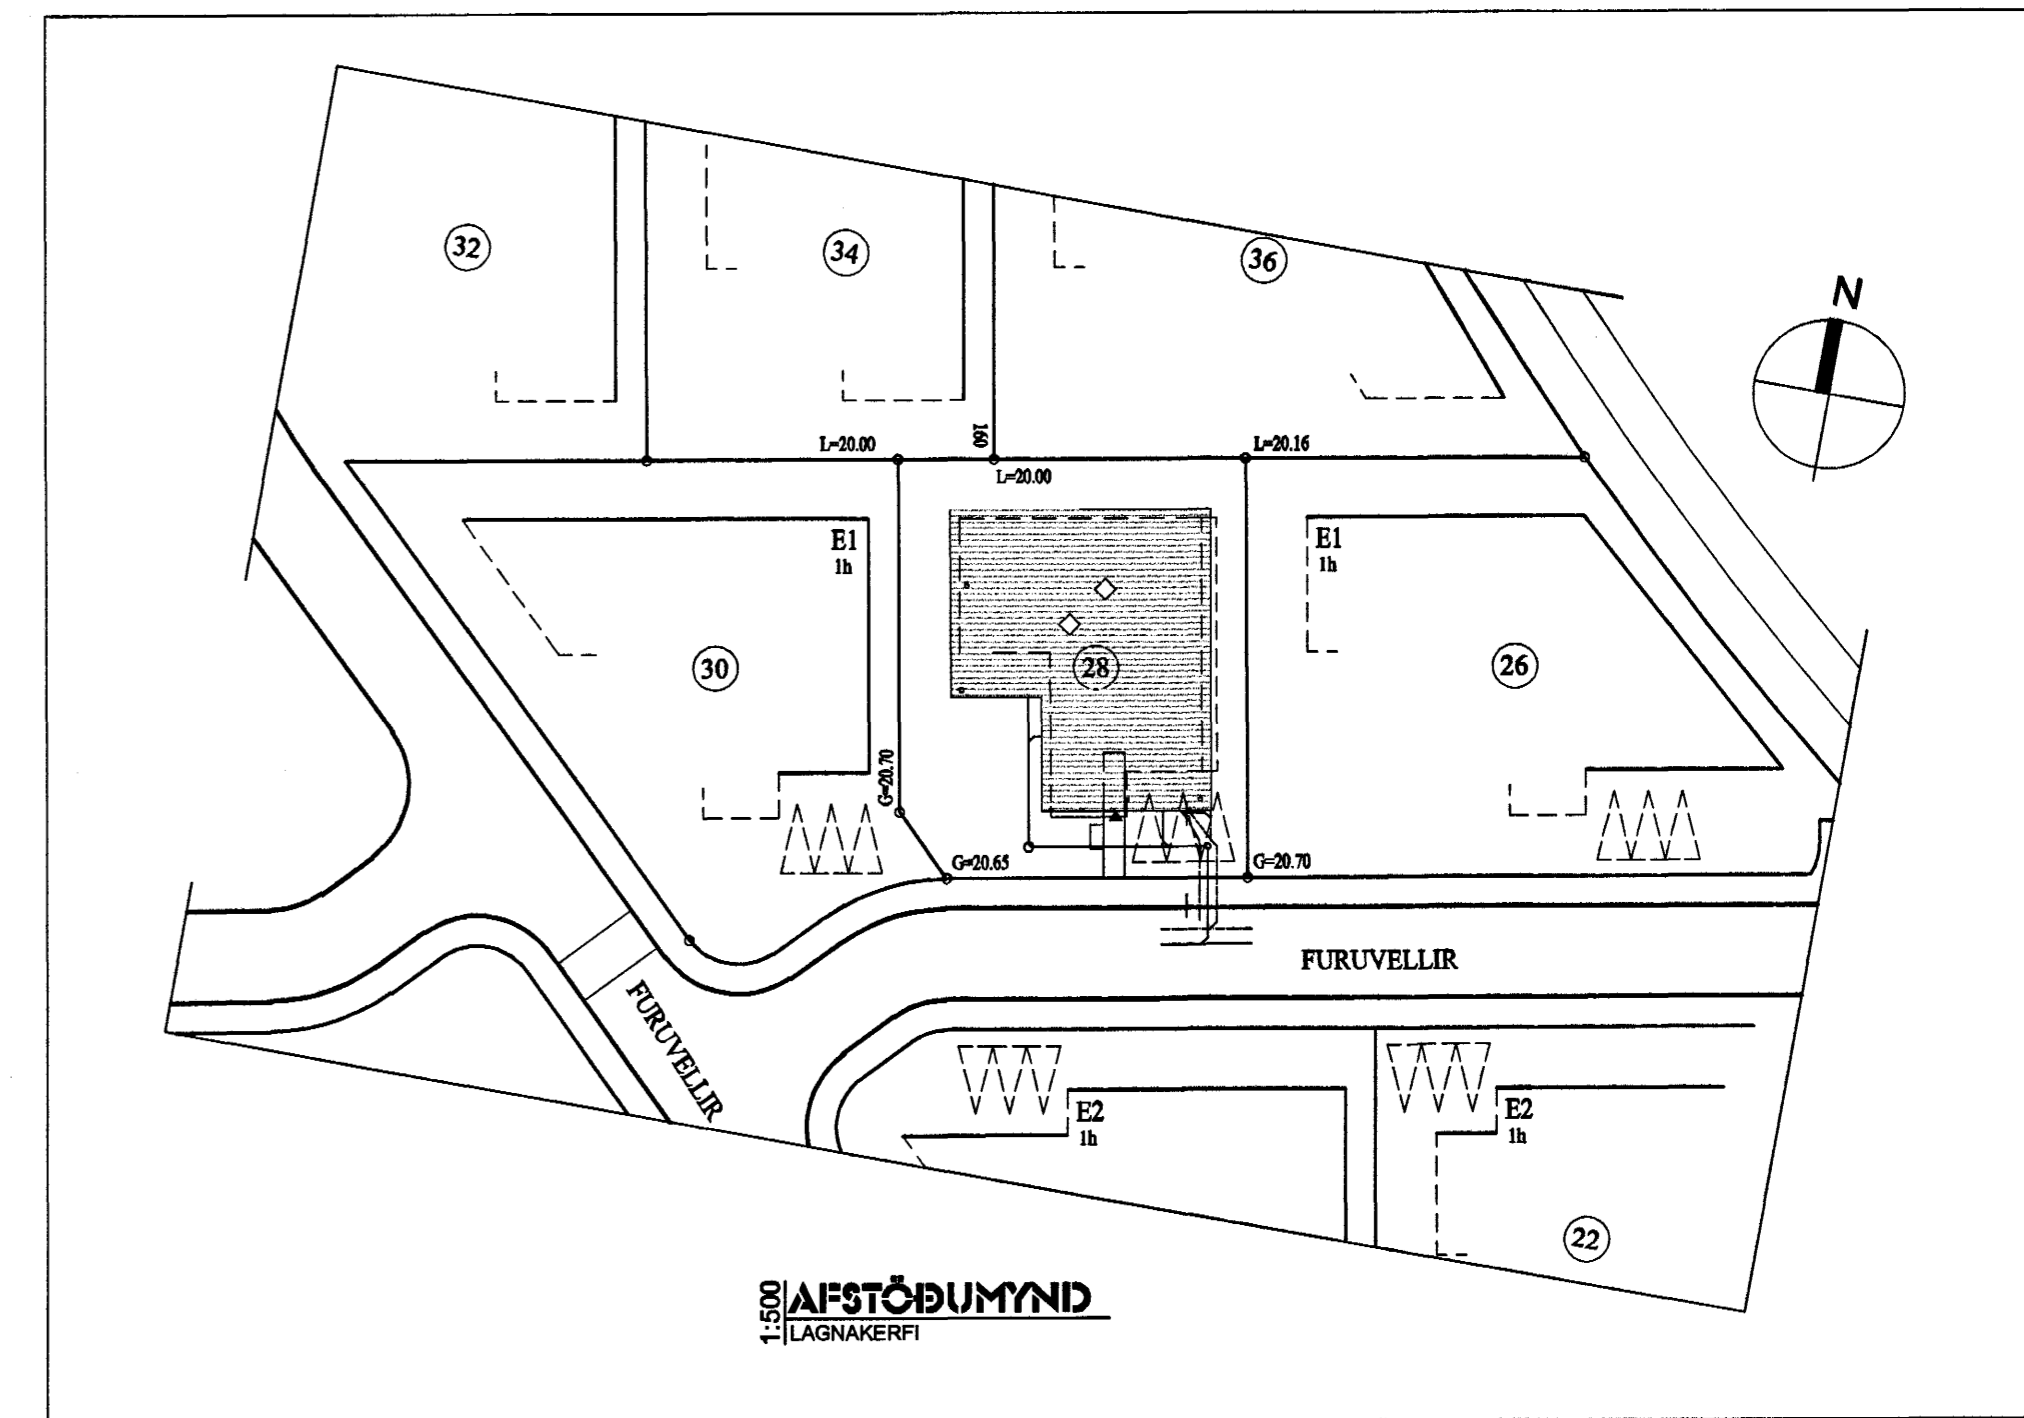 32
34
36
N
L=20.00
160
L=20.00
L=20.16
E1
1h
E1
1h
30
28
26
G=20.70
G=20.65
G=20.70
FURUVELLIR
FURUVELLIR
E2
1h
E2
1h
22
1:500
AFSTÖÐUMYND
LAGNAKERFI